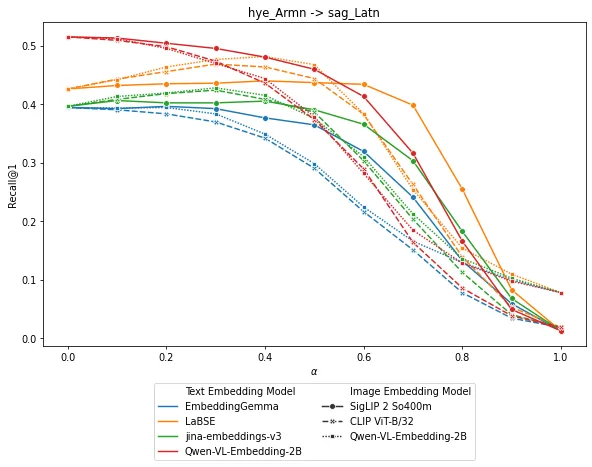 hye_Armn -> sag_Latn
Recall@1
0.5
0.4
0.3
0.2
0.1
0.0
0.0 0.2 0.4 0.6 0.8 1.0
α
Text Embedding Model Image Embedding Model
EmbeddingGemma SigLIP 2 So400m
LaBSE CLIP ViT-B/32
jina-embeddings-v3 Qwen-VL-Embedding-2B
Qwen-VL-Embedding-2B